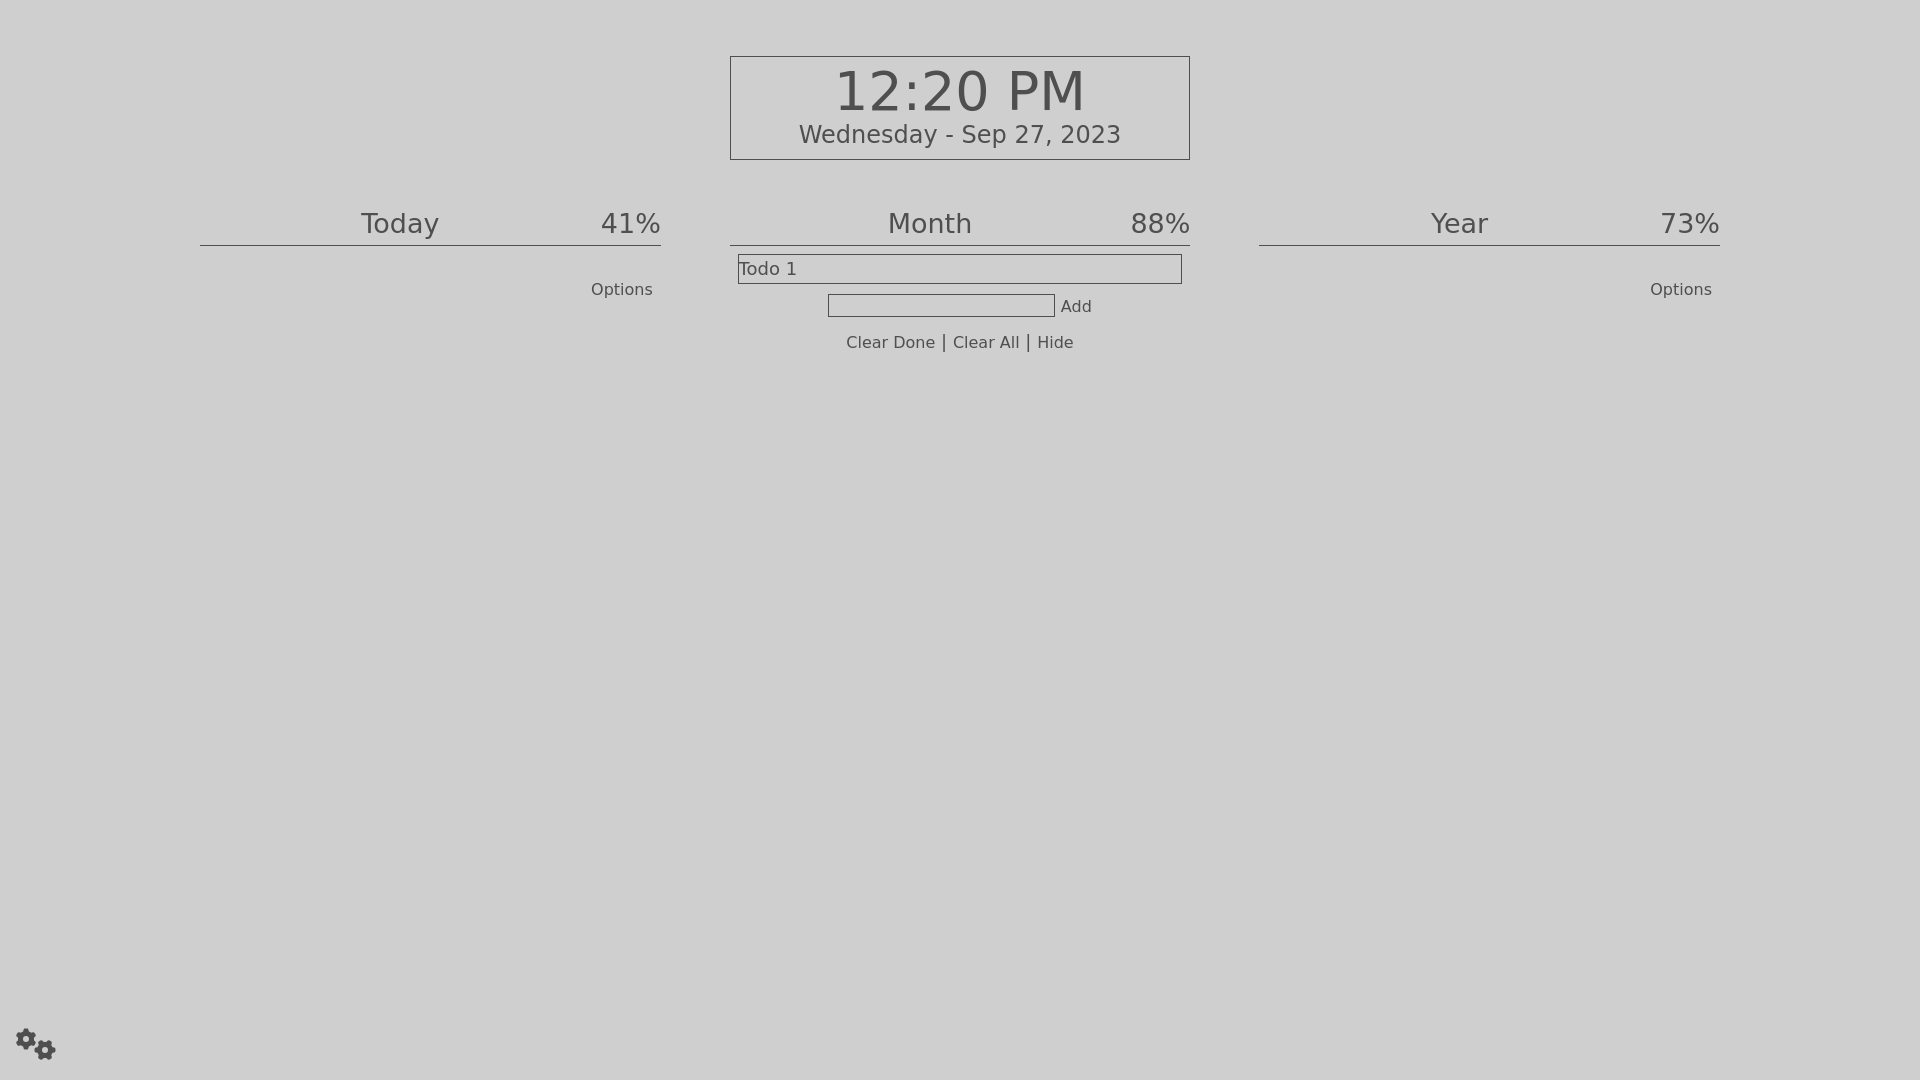 12:20 PM
Wednesday - Sep 27, 2023
Today 41%
Options
Month 88%
Todo 1
Add
Clear Done | Clear All | Hide
Year 73%
Options